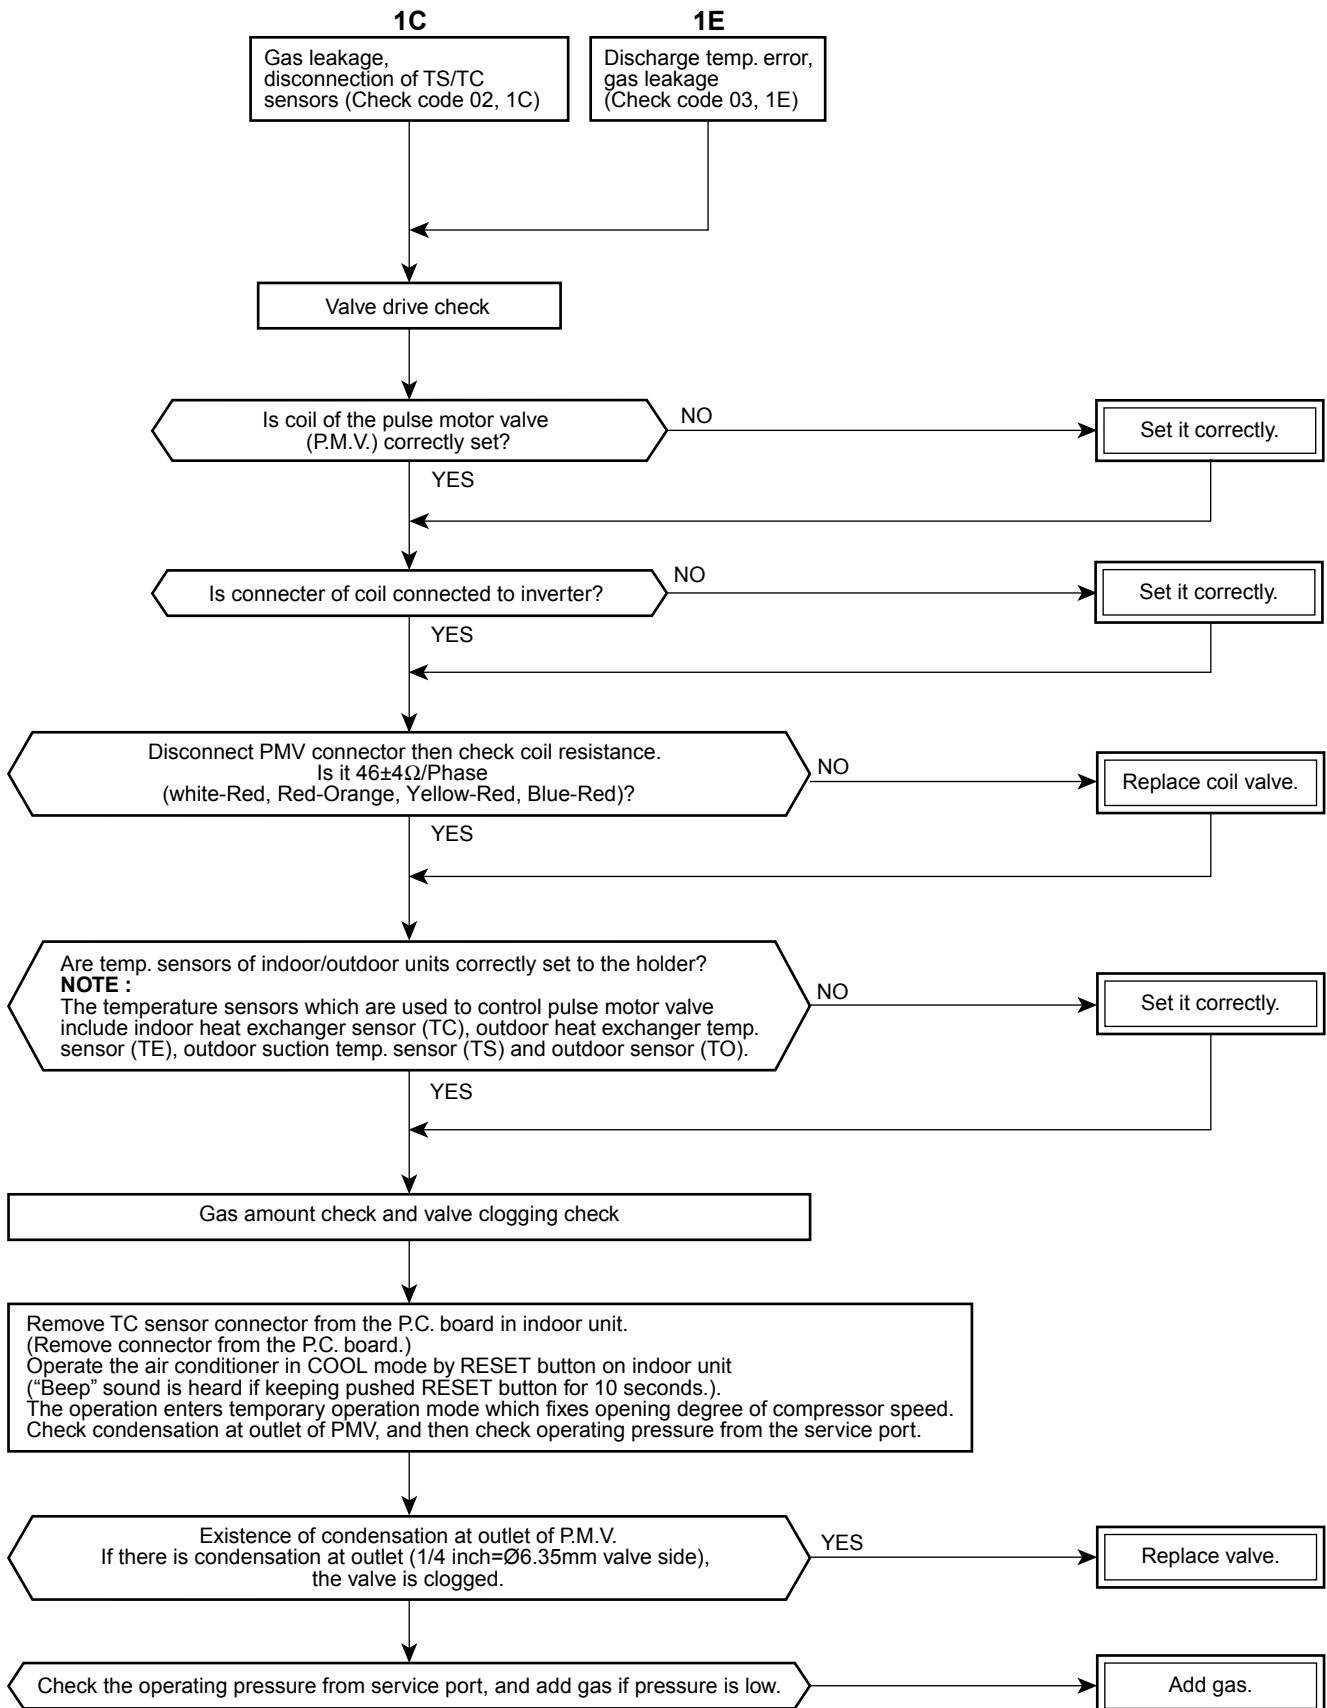 1C
Gas leakage,
disconnection of TS/TC
sensors (Check code 02, 1C)
1E
Discharge temp. error,
gas leakage
(Check code 03, 1E)
Valve drive check
Is coil of the pulse motor valve
(P.M.V.) correctly set?
NO
Set it correctly.
YES
Is connecter of coil connected to inverter?
NO
Set it correctly.
YES
Disconnect PMV connector then check coil resistance.
Is it 46±4Ω/Phase
(white-Red, Red-Orange, Yellow-Red, Blue-Red)?
NO
Replace coil valve.
YES
Are temp. sensors of indoor/outdoor units correctly set to the holder?
NOTE :
The temperature sensors which are used to control pulse motor valve
include indoor heat exchanger sensor (TC), outdoor heat exchanger temp.
sensor (TE), outdoor suction temp. sensor (TS) and outdoor sensor (TO).
NO
Set it correctly.
YES
Gas amount check and valve clogging check
Remove TC sensor connector from the P.C. board in indoor unit.
(Remove connector from the P.C. board.)
Operate the air conditioner in COOL mode by RESET button on indoor unit
(“Beep” sound is heard if keeping pushed RESET button for 10 seconds.).
The operation enters temporary operation mode which fixes opening degree of compressor speed.
Check condensation at outlet of PMV, and then check operating pressure from the service port.
Existence of condensation at outlet of P.M.V.
If there is condensation at outlet (1/4 inch=Ø6.35mm valve side),
the valve is clogged.
YES
Replace valve.
Check the operating pressure from service port, and add gas if pressure is low.
Add gas.